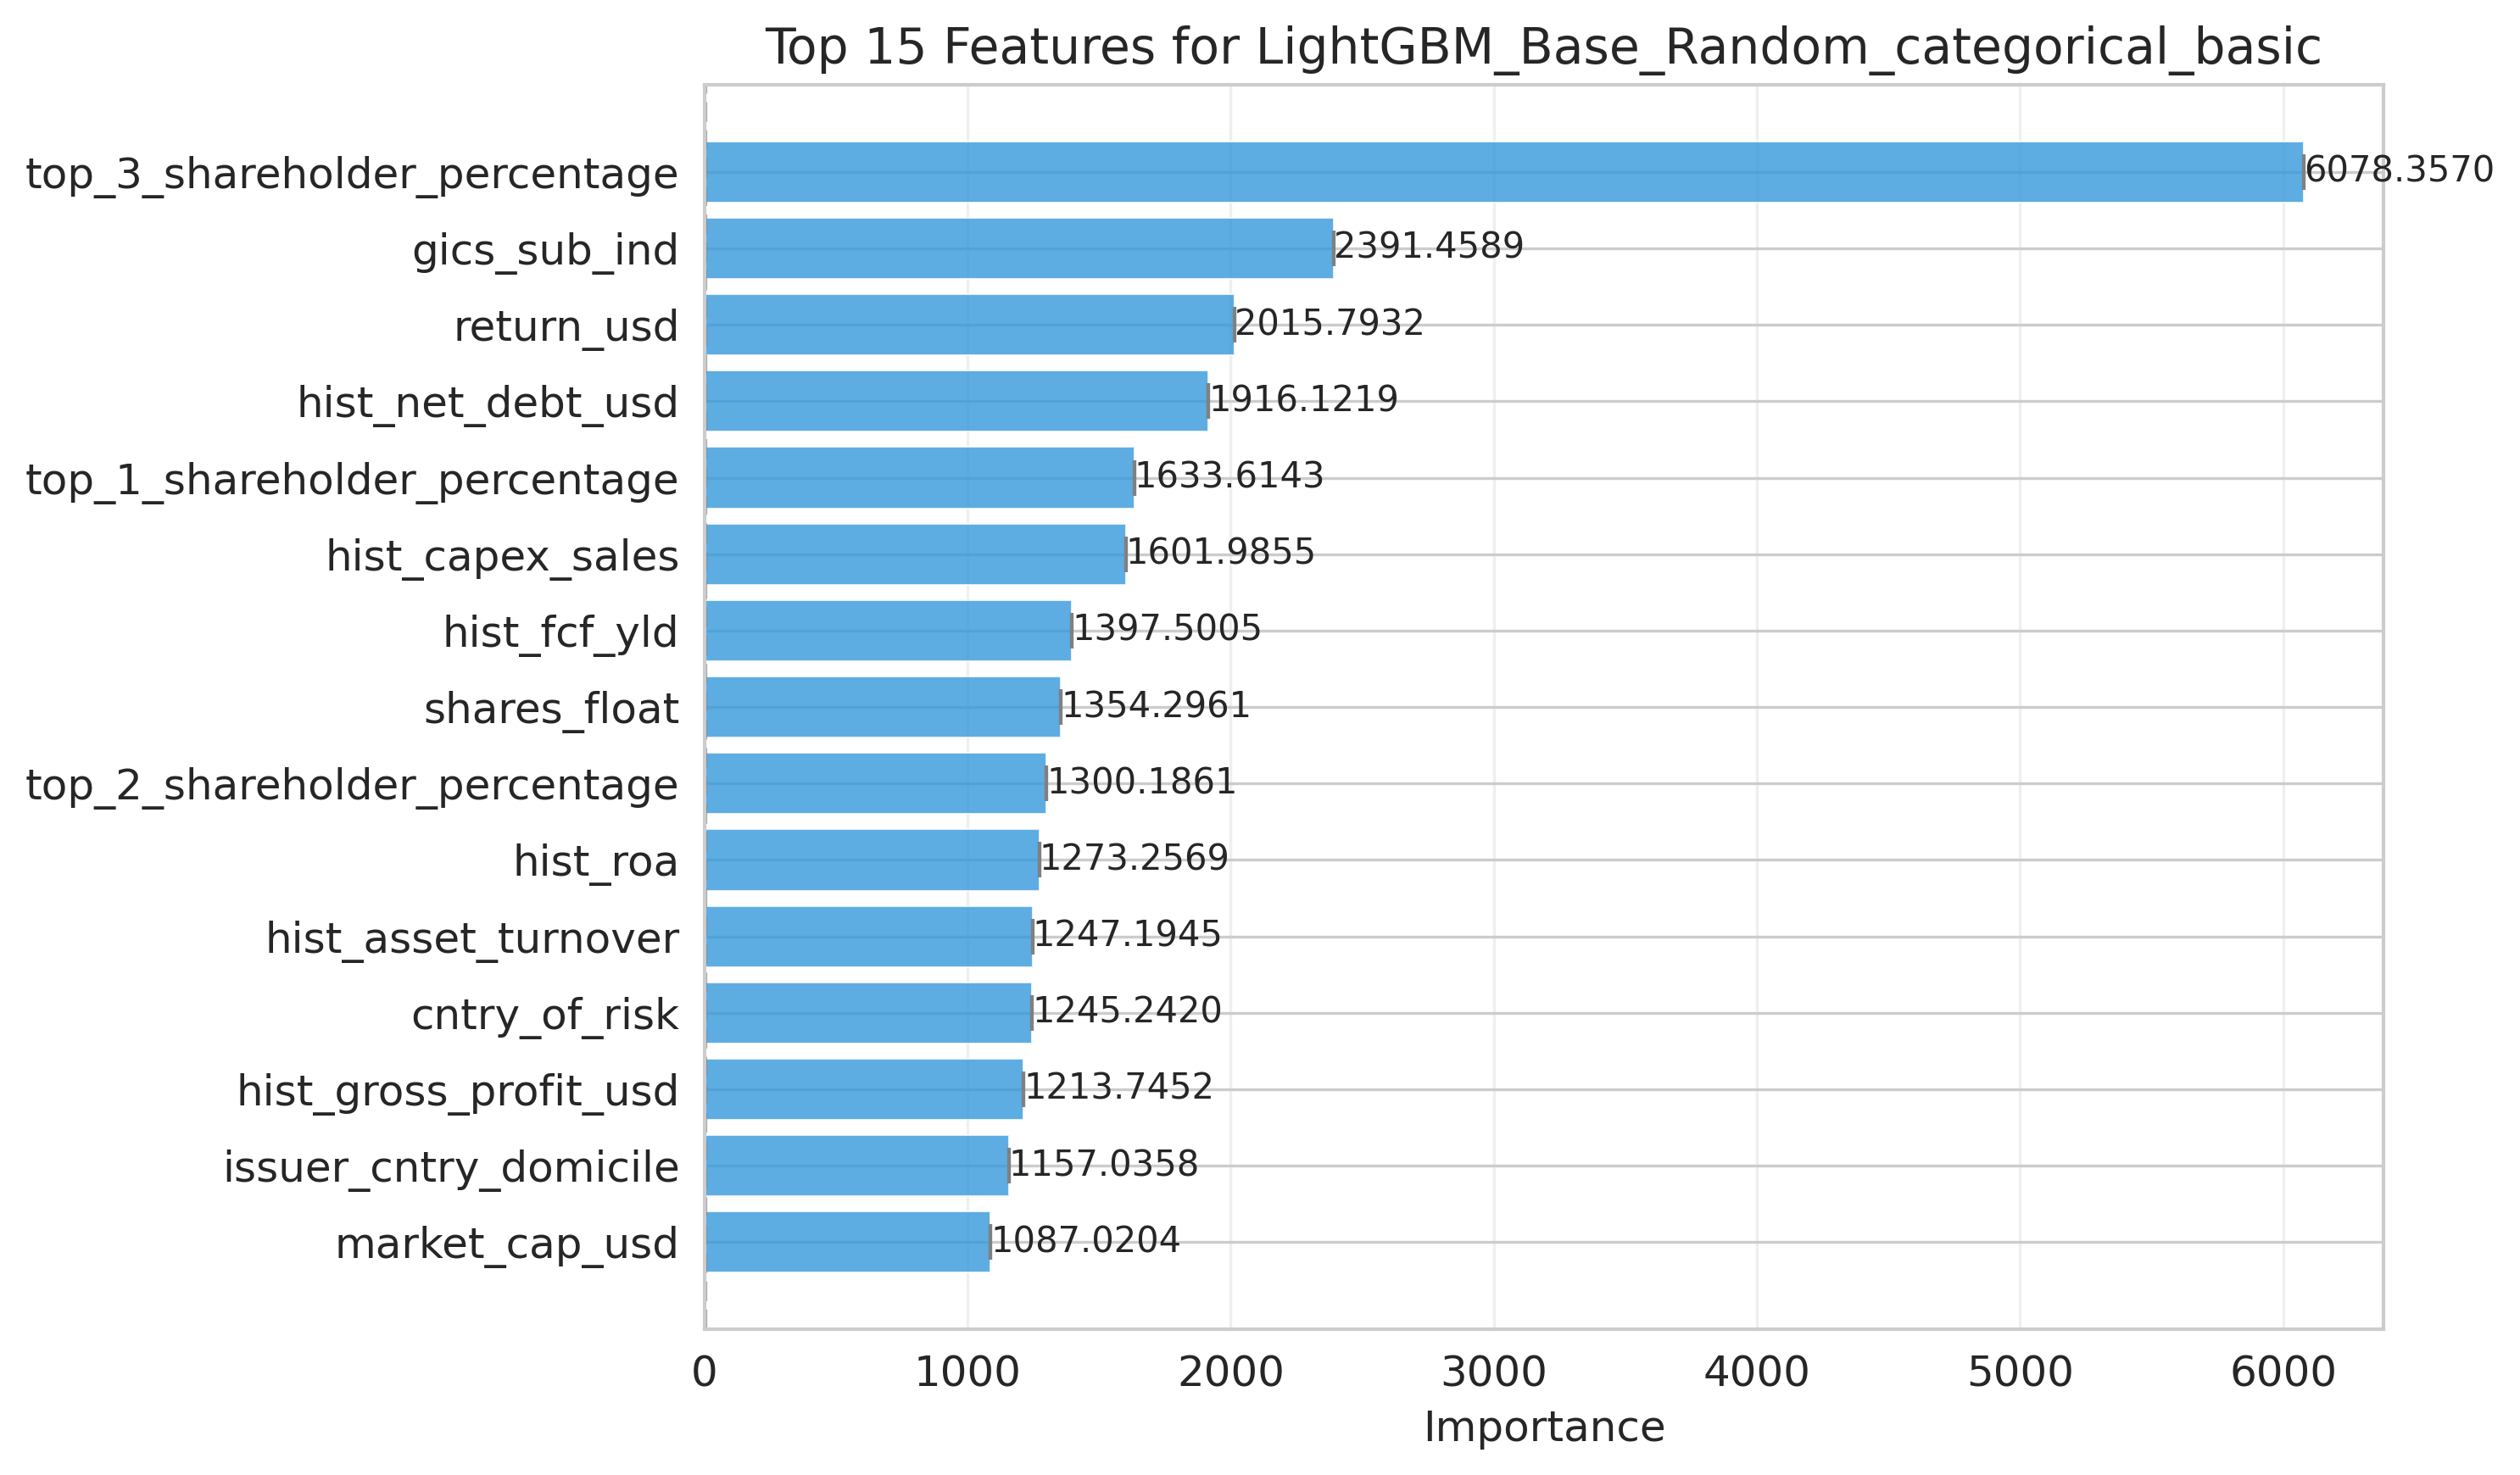 Top 15 Features for LightGBM_Base_Random_categorical_basic
top_3_shareholder_percentage 6078.3570
gics_sub_ind 2391.4589
return_usd 2015.7932
hist_net_debt_usd 1916.1219
top_1_shareholder_percentage 1633.6143
hist_capex_sales 1601.9855
hist_fcf_yld 1397.5005
shares_float 1354.2961
top_2_shareholder_percentage 1300.1861
hist_roa 1273.2569
hist_asset_turnover 1247.1945
cntry_of_risk 1245.2420
hist_gross_profit_usd 1213.7452
issuer_cntry_domicile 1157.0358
market_cap_usd 1087.0204
0 1000 2000 3000 4000 5000 6000
Importance